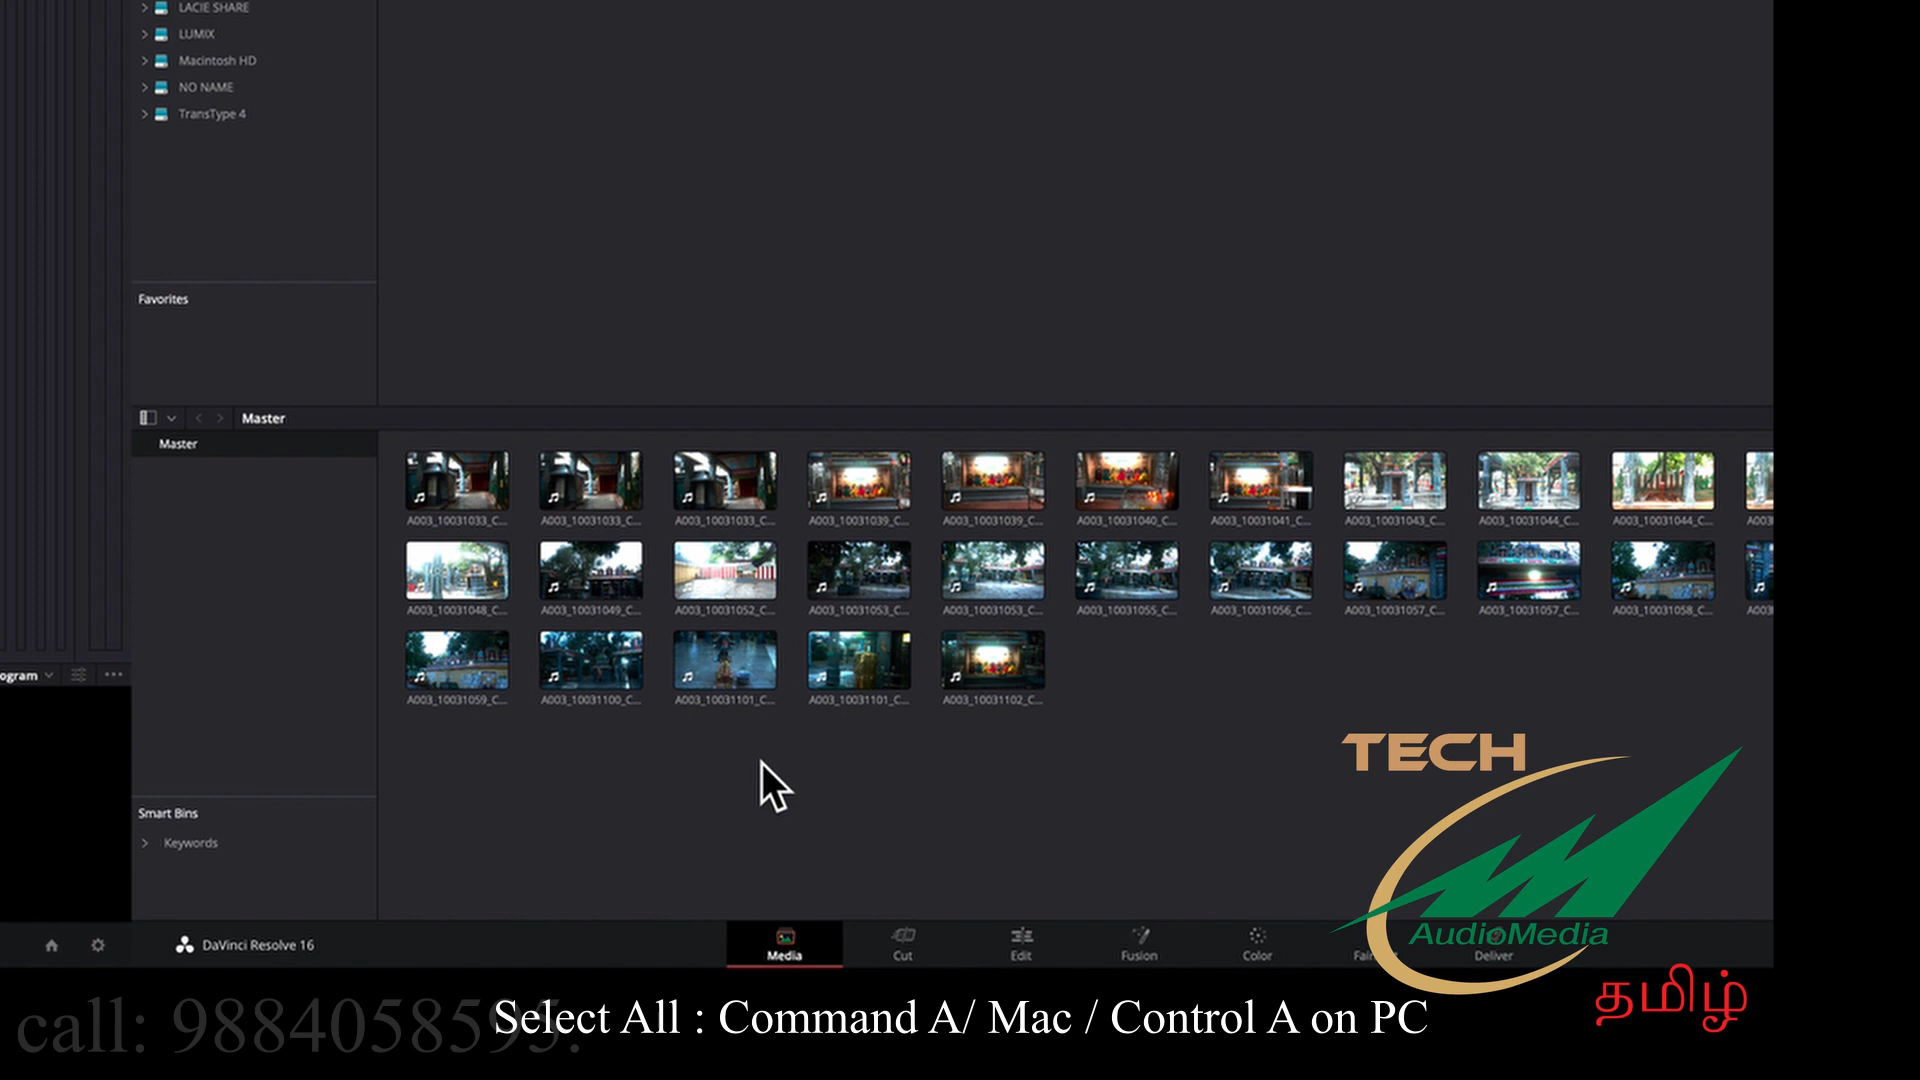 LACIE SHARE
LUMIX
Macintosh HD
NO NAME
TransType 4
Favorites
Master
Master
A003_10031033_C... A003_10031033_C... A003_10031033_C... A003_10031039_C... A003_10031039_C... A003_10031040_C... A003_10031041_C... A003_10031043_C... A003_10031044_C... A003_10031044_C...
A003_10031048_C... A003_10031049_C... A003_10031052_C... A003_10031053_C... A003_10031053_C... A003_10031055_C... A003_10031056_C... A003_10031057_C... A003_10031057_C... A003_10031058_C...
ogram
A003_10031059_C... A003_10031100_C... A003_10031101_C... A003_10031101_C... A003_10031102_C...
TECH
Smart Bins
Keywords
AudioMedia
DaVinci Resolve 16
Media Cut Edit Fusion Color Deliver
தமிழ்
call: 9884058595.
Select All : Command A/ Mac / Control A on PC